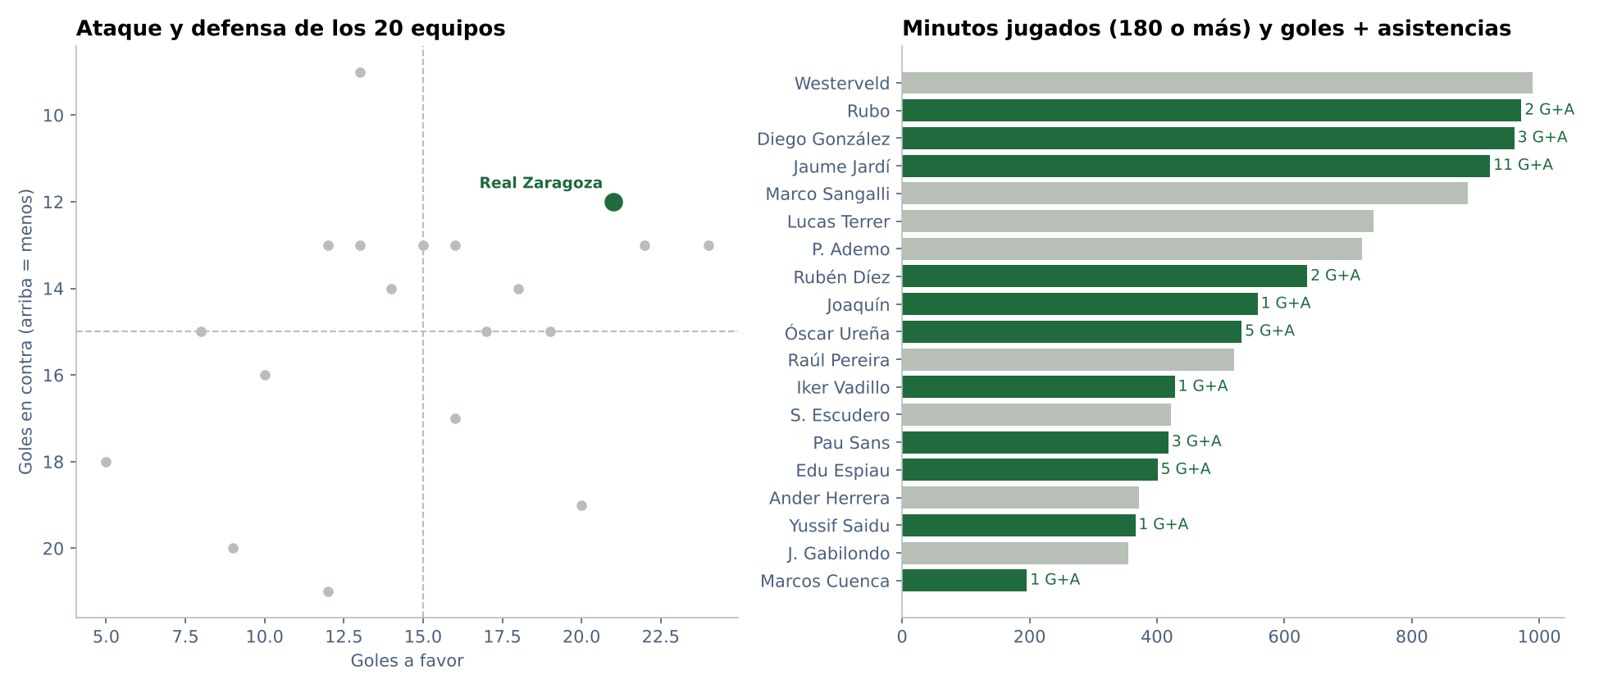 Ataque y defensa de los 20 equipos
Goles en contra (arriba = menos)
10
12
14
16
18
20
Real Zaragoza
5.0 7.5 10.0 12.5 15.0 17.5 20.0 22.5
Goles a favor
Minutos jugados (180 o más) y goles + asistencias
Westerveld
Rubo 2 G+A
Diego González 3 G+A
Jaume Jardí 11 G+A
Marco Sangalli
Lucas Terrer
P. Ademo
Rubén Díez 2 G+A
Joaquín 1 G+A
Óscar Ureña 5 G+A
Raúl Pereira
Iker Vadillo 1 G+A
S. Escudero
Pau Sans 3 G+A
Edu Espiau 5 G+A
Ander Herrera
Yussif Saidu 1 G+A
J. Gabilondo
Marcos Cuenca 1 G+A
0 200 400 600 800 1000